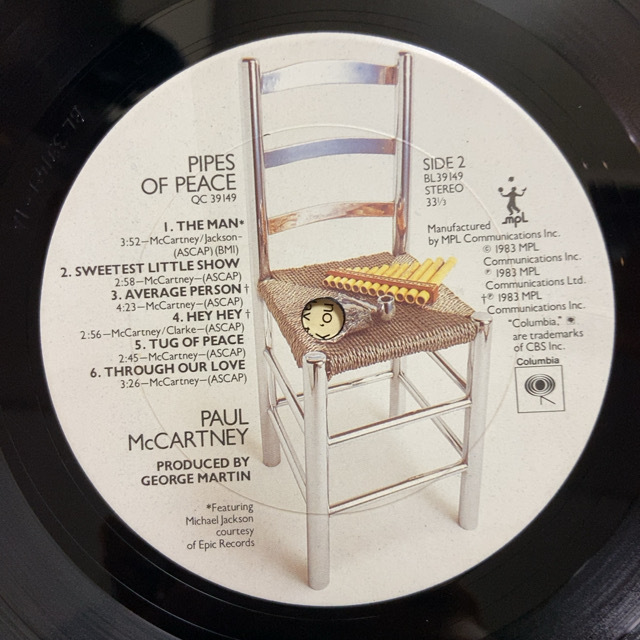 PIPES
OF PEACE
QC 39149
1. THE MAN*
3:52–McCartney/Jackson–
(ASCAP) (BMI)
2. SWEETEST LITTLE SHOW
2:58–McCartney–(ASCAP)
3. AVERAGE PERSON†
4:23–McCartney–(ASCAP)
4. HEY HEY†
2:56–McCartney/Clarke–(ASCAP)
5. TUG OF PEACE
2:45–McCartney–(ASCAP)
6. THROUGH OUR LOVE
3:26–McCartney–(ASCAP)
PAUL
McCARTNEY
PRODUCED BY
GEORGE MARTIN
*Featuring
Michael Jackson
courtesy
of Epic Records
SIDE 2
BL 39149
STEREO
33⅓
mpl
Manufactured
by MPL Communications Inc.
© 1983 MPL
Communications Inc.
℗ 1983 MPL
Communications Ltd.
†℗ 1983 MPL
Communications Inc.
"Columbia,"
are trademarks
of CBS Inc.
Columbia